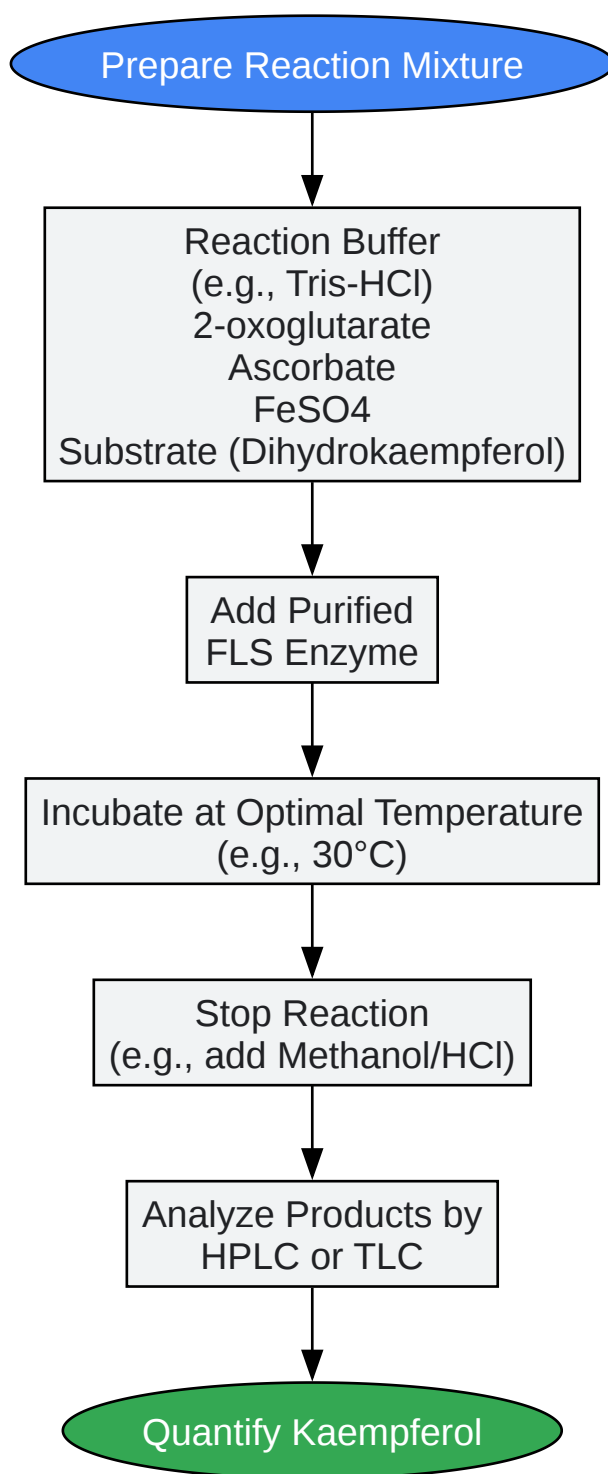 Prepare Reaction Mixture
Reaction Buffer
(e.g., Tris-HCl)
2-oxoglutarate
Ascorbate
FeSO4
Substrate (Dihydrokaempferol)
Add Purified
FLS Enzyme
Incubate at Optimal Temperature
(e.g., 30°C)
Stop Reaction
(e.g., add Methanol/HCl)
Analyze Products by
HPLC or TLC
Quantify Kaempferol